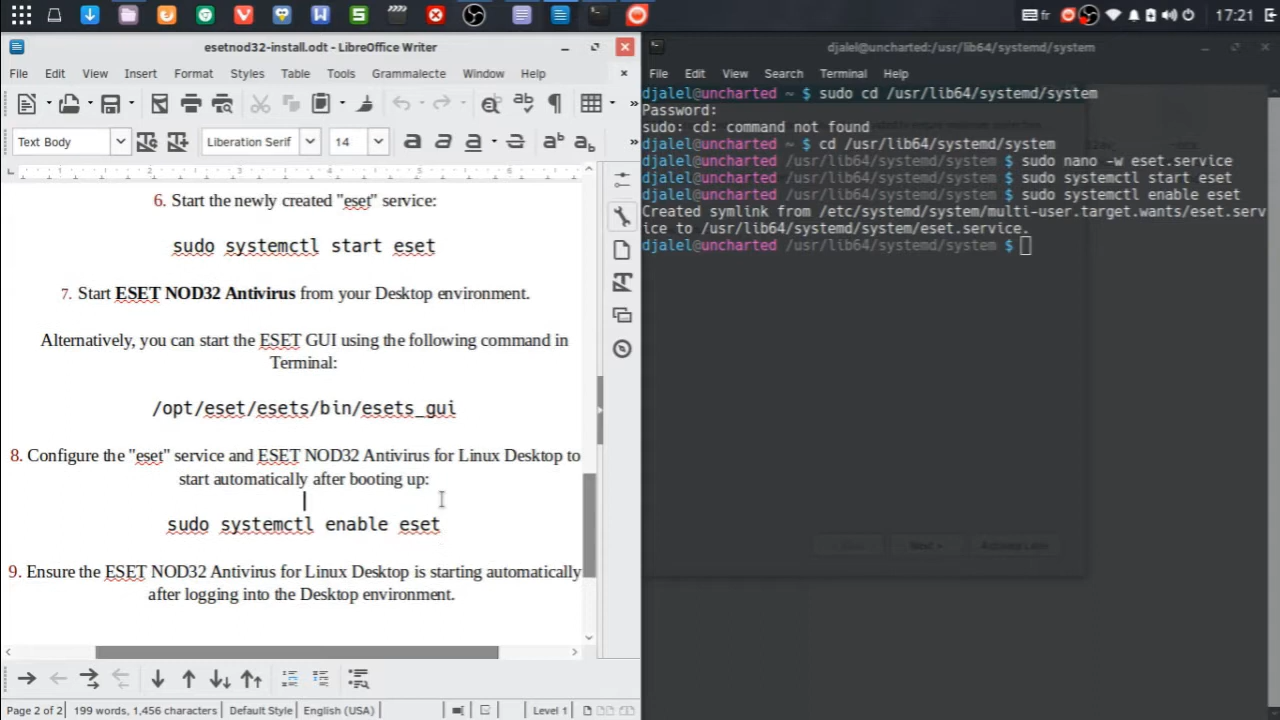 fr
17:21
esetnod32-install.odt - LibreOffice Writer
File Edit View Insert Format Styles Table Tools Grammalecte Window Help
Text Body
Liberation Serif
14
6. Start the newly created "eset" service:
sudo systemctl start eset
7. Start ESET NOD32 Antivirus from your Desktop environment.
Alternatively, you can start the ESET GUI using the following command in
Terminal:
/opt/eset/esets/bin/esets_gui
8. Configure the "eset" service and ESET NOD32 Antivirus for Linux Desktop to
start automatically after booting up:
sudo systemctl enable eset
9. Ensure the ESET NOD32 Antivirus for Linux Desktop is starting automatically
after logging into the Desktop environment.
Page 2 of 2
199 words, 1,456 characters
Default Style
English (USA)
Level 1
djalel@uncharted:/usr/lib64/systemd/system
File Edit View Search Terminal Help
djalel@uncharted ~ $ sudo cd /usr/lib64/systemd/system
Password:
sudo: cd: command not found
djalel@uncharted ~ $ cd /usr/lib64/systemd/system
djalel@uncharted /usr/lib64/systemd/system $ sudo nano -w eset.service
djalel@uncharted /usr/lib64/systemd/system $ sudo systemctl start eset
djalel@uncharted /usr/lib64/systemd/system $ sudo systemctl enable eset
Created symlink from /etc/systemd/system/multi-user.target.wants/eset.serv
ice to /usr/lib64/systemd/system/eset.service.
djalel@uncharted /usr/lib64/systemd/system $
Next >